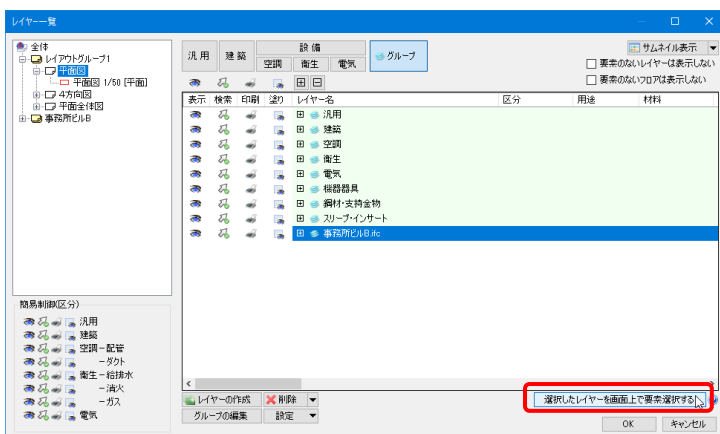 レイヤー一覧
全体
レイアウトグループ1
平面図
平面図 1/50 [平面]
4方向図
平面全体図
事務所ビルB
汎用
建築
設備
空調
衛生
電気
グループ
サムネイル表示
要素のないレイヤーは表示しない
要素のないフロアは表示しない
表示 検索 印刷 塗り レイヤー名 区分 用途 材料
汎用
建築
空調
衛生
電気
機器器具
鋼材・支持金物
スリーブ・インサート
事務所ビルB.ifc
簡易制御(区分)
汎用
建築
空調－配管
－ダクト
衛生－給排水
－消火
－ガス
電気
レイヤーの作成 削除
選択したレイヤーを画面上で要素選択する
グループの編集 設定
OK キャンセル